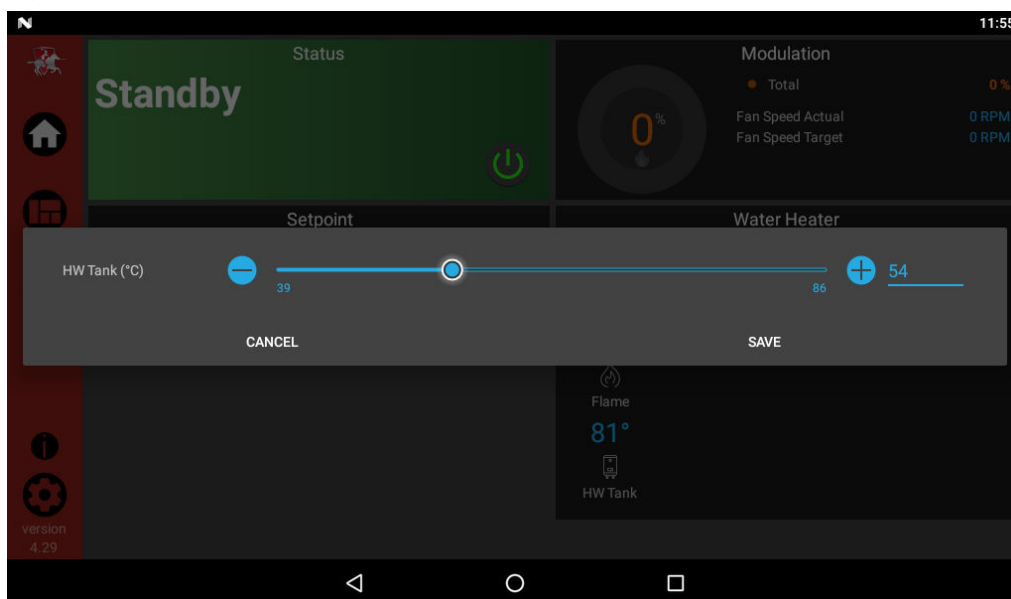 N
11:55
Status
Standby
Modulation
Total 0 %
0 %
Fan Speed Actual 0 RPM
Fan Speed Target 0 RPM
Setpoint
Water Heater
HW Tank (°C)
39
86
54
CANCEL
SAVE
Flame
81°
HW Tank
i
version
4.29